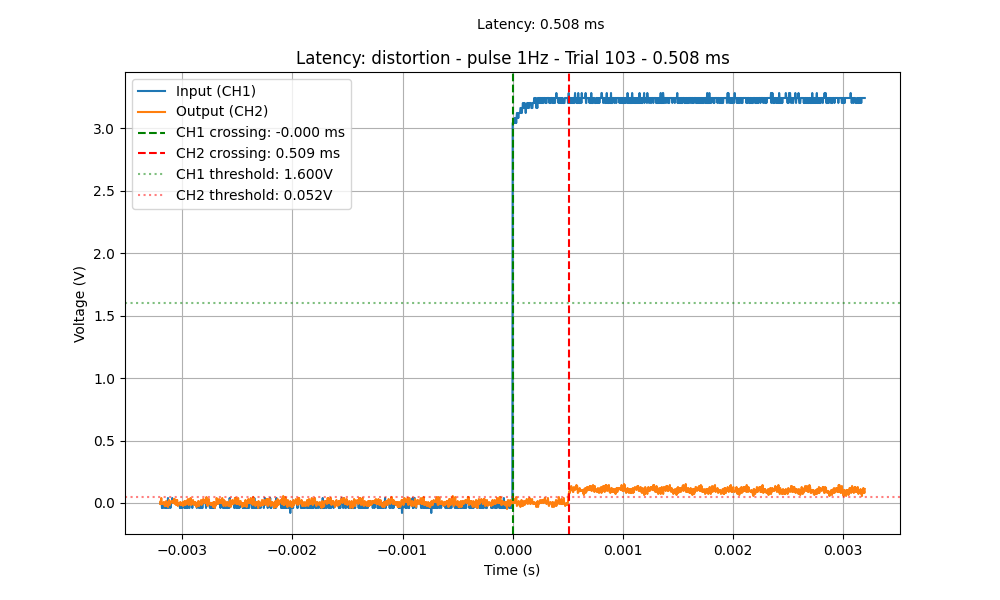 Latency: 0.508 ms
Latency: distortion - pulse 1Hz - Trial 103 - 0.508 ms
Input (CH1)
Output (CH2)
CH1 crossing: -0.000 ms
CH2 crossing: 0.509 ms
CH1 threshold: 1.600V
CH2 threshold: 0.052V
Voltage (V)
3.0
2.5
2.0
1.5
1.0
0.5
0.0
−0.003 −0.002 −0.001 0.000 0.001 0.002 0.003
Time (s)